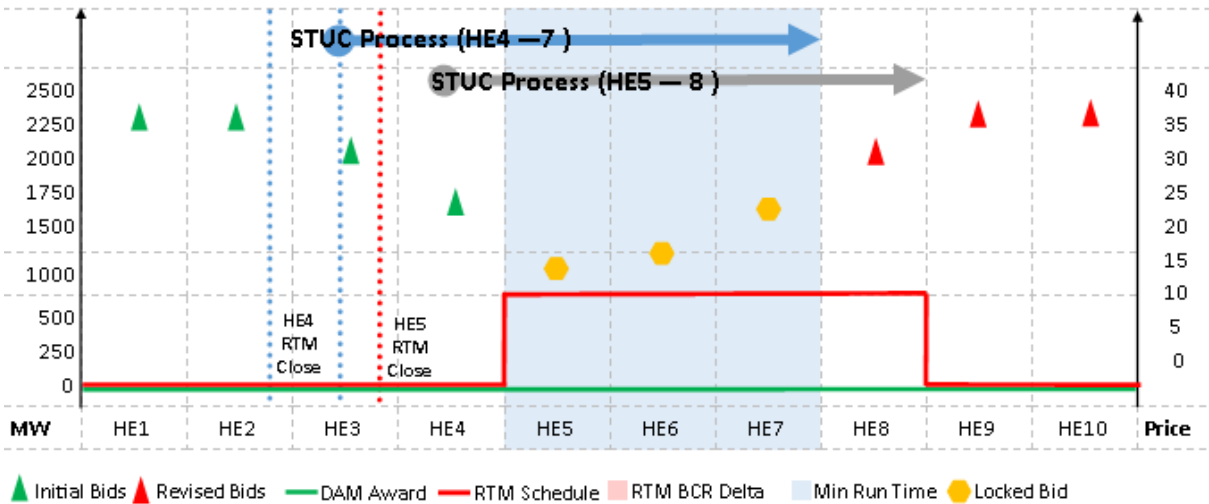 STUC Process (HE4 —7 )
STUC Process (HE5 — 8 )
2500
2250
2000
1750
1500
1000
500
250
0
40
35
30
25
20
15
10
5
0
HE4
RTM
Close
HE5
RTM
Close
MW HE1 HE2 HE3 HE4 HE5 HE6 HE7 HE8 HE9 HE10 Price
Initial Bids Revised Bids DAM Award RTM Schedule RTM BCR Delta Min Run Time Locked Bid